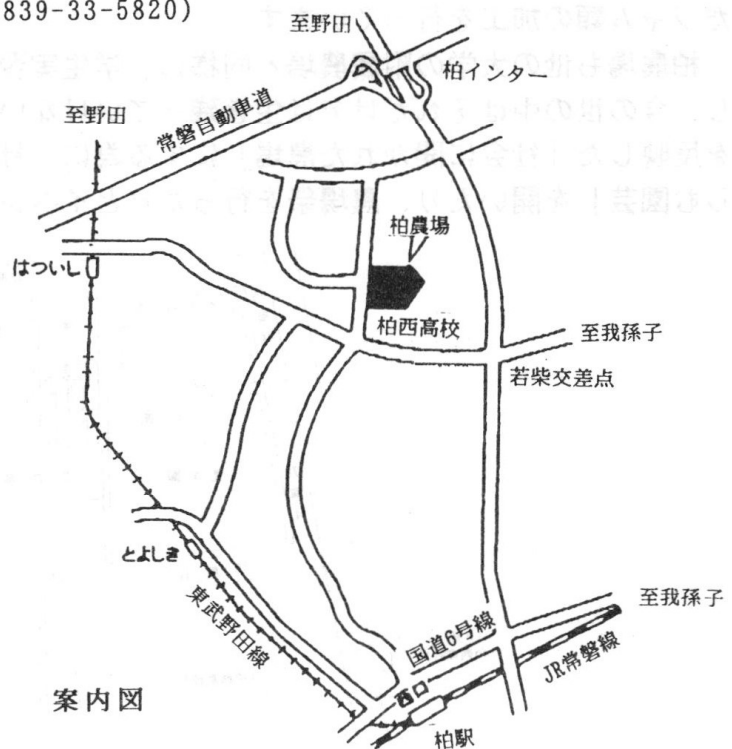 839-33-5820)
至野田
柏インター
至野田
常磐自動車道
柏農場
はついし
柏西高校
至我孫子
若柴交差点
とよしき
東武野田線
至我孫子
国道6号線
JR常磐線
西口
案内図
柏駅